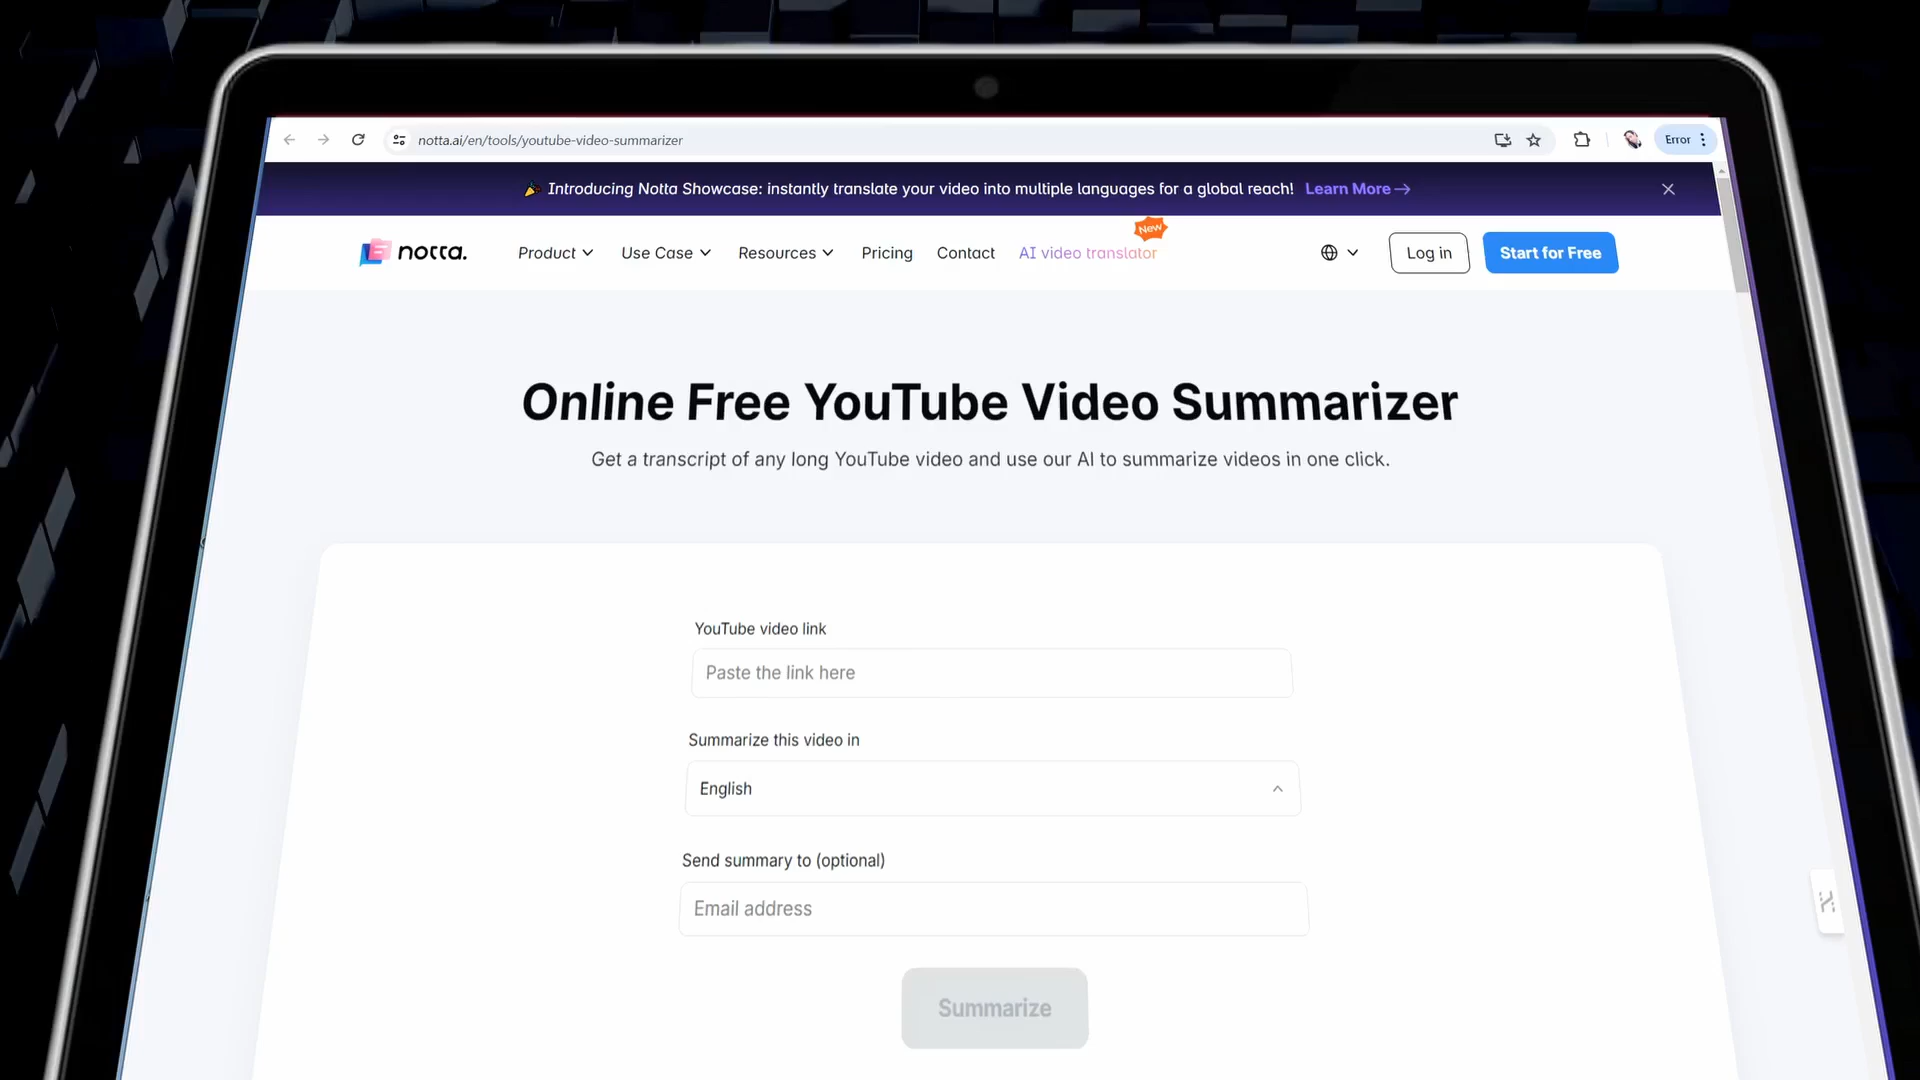 notta.ai/en/tools/youtube-video-summarizer
Error
Introducing Notta Showcase: instantly translate your video into multiple languages for a global reach! Learn More
New
notta.
Product
Use Case
Resources
Pricing
Contact
AI video translator
Log in
Start for Free
Online Free YouTube Video Summarizer
Get a transcript of any long YouTube video and use our AI to summarize videos in one click.
YouTube video link
Paste the link here
Summarize this video in
English
Send summary to (optional)
Email address
Summarize